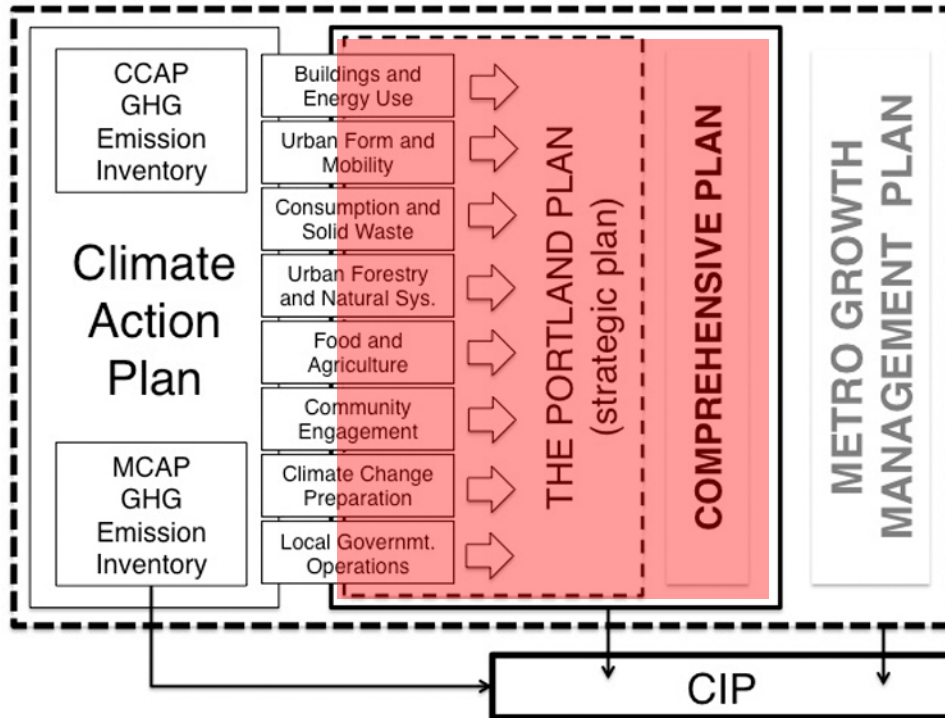 CCAP
GHG
Emission
Inventory
Climate
Action
Plan
MCAP
GHG
Emission
Inventory
Buildings and
Energy Use
Urban Form and
Mobility
Consumption and
Solid Waste
Urban Forestry
and Natural Sys.
Food and
Agriculture
Community
Engagement
Climate Change
Preparation
Local Governmt.
Operations
THE PORTLAND PLAN
(strategic plan)
COMPREHENSIVE PLAN
METRO GROWTH
MANAGEMENT PLAN
CIP